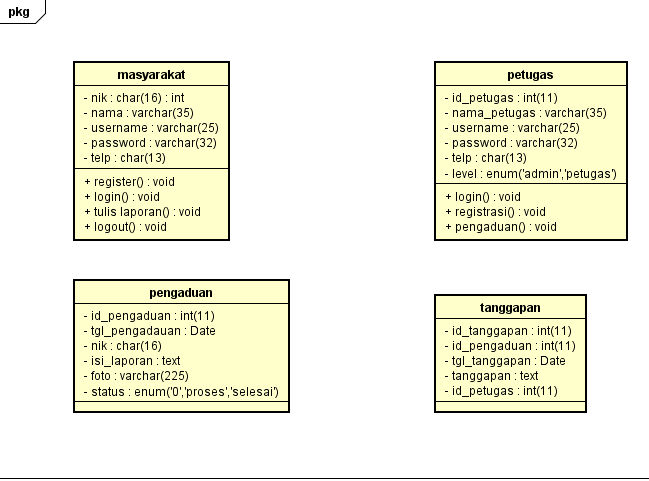 pkg
masyarakat
- nik : char(16) : int
- nama : varchar(35)
- username : varchar(25)
- password : varchar(32)
- telp : char(13)
+ register() : void
+ login() : void
+ tulis laporan() : void
+ logout() : void
petugas
- id_petugas : int(11)
- nama_petugas : varchar(35)
- username : varchar(25)
- password : varchar(32)
- telp : char(13)
- level : enum('admin','petugas')
+ login() : void
+ registrasi() : void
+ pengaduan() : void
pengaduan
- id_pengaduan : int(11)
- tgl_pengadauan : Date
- nik : char(16)
- isi_laporan : text
- foto : varchar(225)
- status : enum('0','proses','selesai')
tanggapan
- id_tanggapan : int(11)
- id_pengaduan : int(11)
- tgl_tanggapan : Date
- tanggapan : text
- id_petugas : int(11)